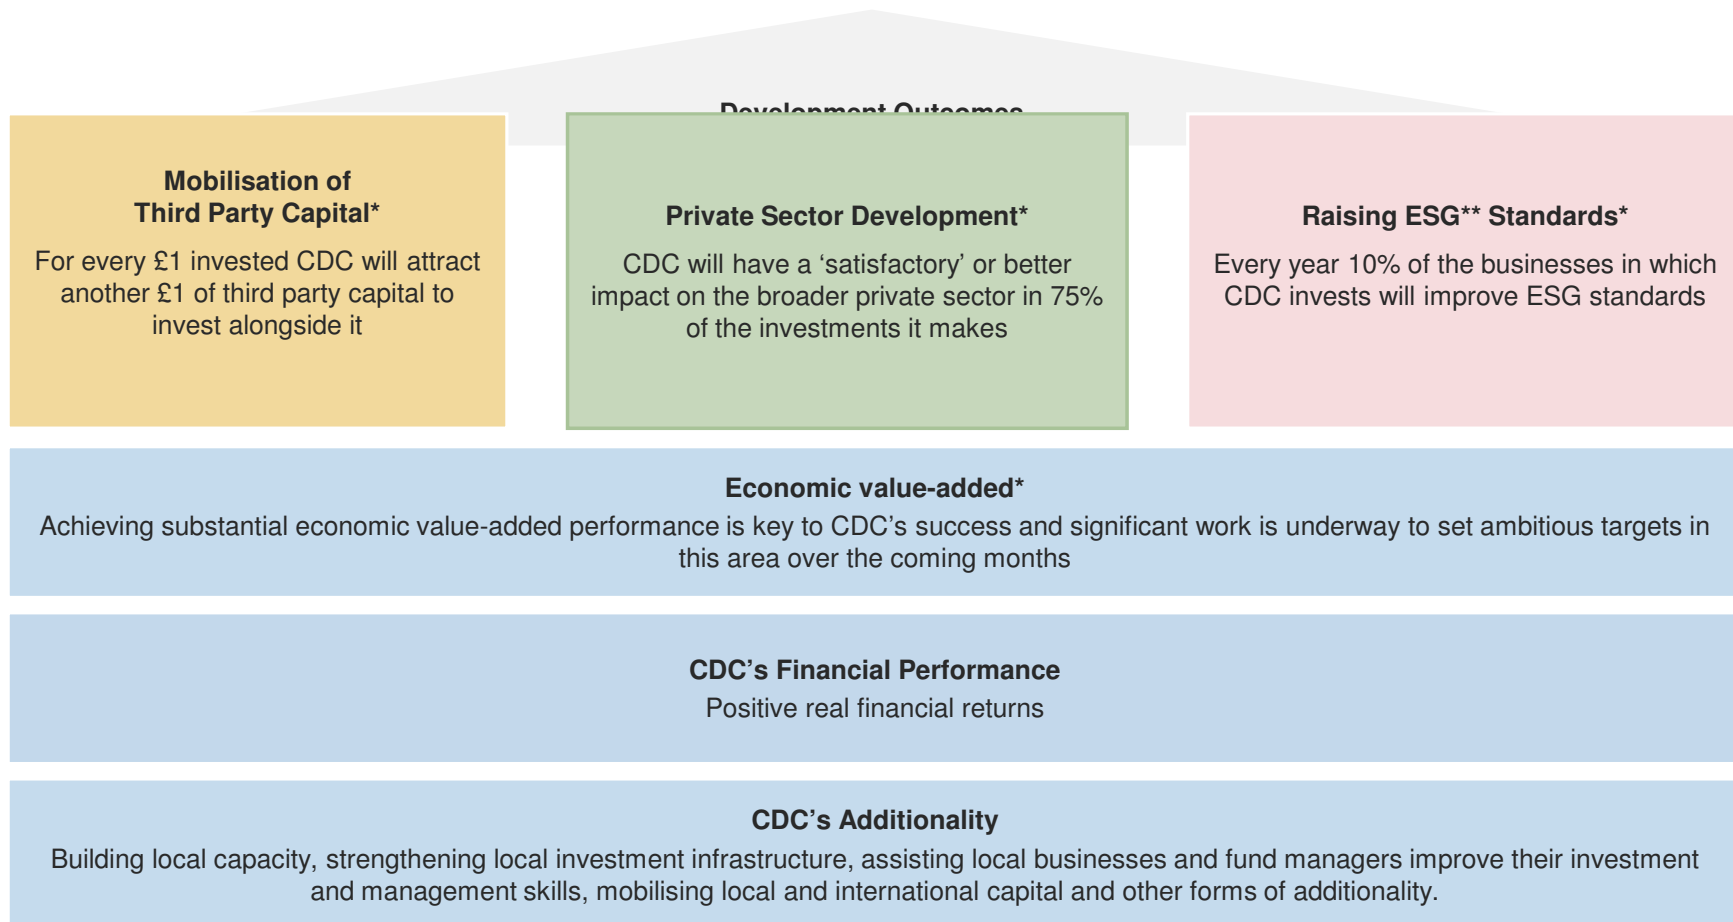 Development Outcomes
Mobilisation of
Third Party Capital*
For every £1 invested CDC will attract
another £1 of third party capital to
invest alongside it
Private Sector Development*
CDC will have a ‘satisfactory’ or better
impact on the broader private sector in 75%
of the investments it makes
Raising ESG** Standards*
Every year 10% of the businesses in which
CDC invests will improve ESG standards
Economic value-added*
Achieving substantial economic value-added performance is key to CDC’s success and significant work is underway to set ambitious targets in
this area over the coming months
CDC’s Financial Performance
Positive real financial returns
CDC’s Additionality
Building local capacity, strengthening local investment infrastructure, assisting local businesses and fund managers improve their investment
and management skills, mobilising local and international capital and other forms of additionality.